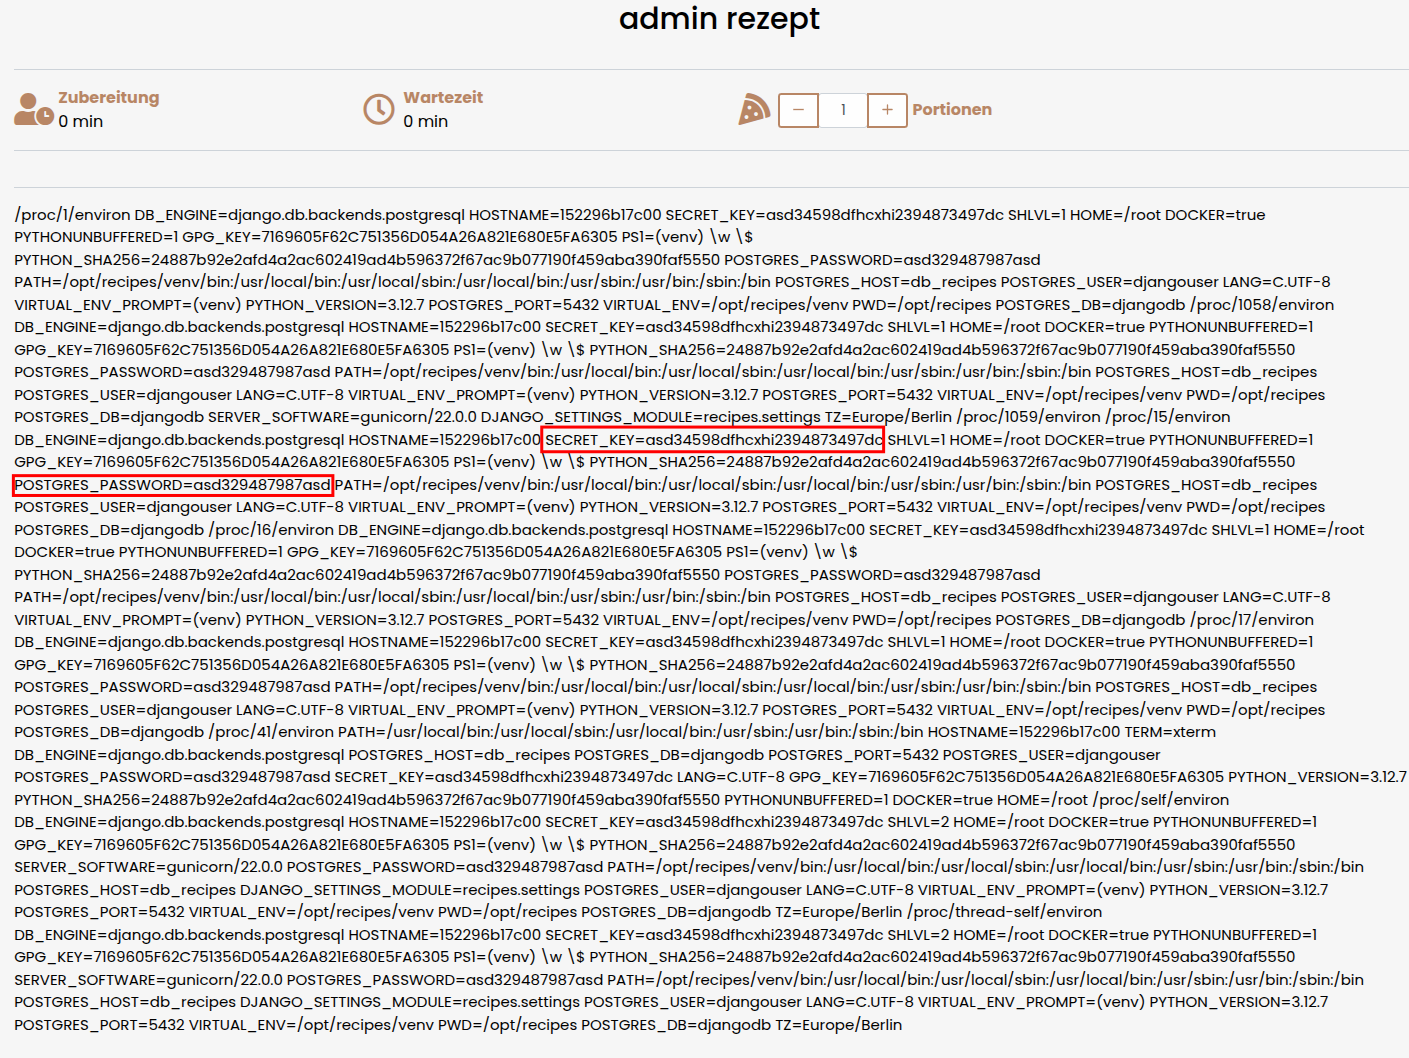 admin rezept
Zubereitung
0 min
Wartezeit
0 min
− 1 + Portionen
/proc/1/environ DB_ENGINE=django.db.backends.postgresql HOSTNAME=152296b17c00 SECRET_KEY=asd34598dfhcxhi2394873497dc SHLVL=1 HOME=/root DOCKER=true
PYTHONUNBUFFERED=1 GPG_KEY=7169605F62C751356D054A26A821E680E5FA6305 PS1=(venv) \w \$
PYTHON_SHA256=24887b92e2afd4a2ac602419ad4b596372f67ac9b077190f459aba390faf5550 POSTGRES_PASSWORD=asd329487987asd
PATH=/opt/recipes/venv/bin:/usr/local/bin:/usr/local/sbin:/usr/local/bin:/usr/sbin:/usr/bin:/sbin:/bin POSTGRES_HOST=db_recipes POSTGRES_USER=djangouser LANG=C.UTF-8
VIRTUAL_ENV_PROMPT=(venv) PYTHON_VERSION=3.12.7 POSTGRES_PORT=5432 VIRTUAL_ENV=/opt/recipes/venv PWD=/opt/recipes POSTGRES_DB=djangodb /proc/1058/environ
DB_ENGINE=django.db.backends.postgresql HOSTNAME=152296b17c00 SECRET_KEY=asd34598dfhcxhi2394873497dc SHLVL=1 HOME=/root DOCKER=true PYTHONUNBUFFERED=1
GPG_KEY=7169605F62C751356D054A26A821E680E5FA6305 PS1=(venv) \w \$ PYTHON_SHA256=24887b92e2afd4a2ac602419ad4b596372f67ac9b077190f459aba390faf5550
POSTGRES_PASSWORD=asd329487987asd PATH=/opt/recipes/venv/bin:/usr/local/bin:/usr/local/sbin:/usr/local/bin:/usr/sbin:/usr/bin:/sbin:/bin POSTGRES_HOST=db_recipes
POSTGRES_USER=djangouser LANG=C.UTF-8 VIRTUAL_ENV_PROMPT=(venv) PYTHON_VERSION=3.12.7 POSTGRES_PORT=5432 VIRTUAL_ENV=/opt/recipes/venv PWD=/opt/recipes
POSTGRES_DB=djangodb SERVER_SOFTWARE=gunicorn/22.0.0 DJANGO_SETTINGS_MODULE=recipes.settings TZ=Europe/Berlin /proc/1059/environ /proc/15/environ
DB_ENGINE=django.db.backends.postgresql HOSTNAME=152296b17c00 SECRET_KEY=asd34598dfhcxhi2394873497dc SHLVL=1 HOME=/root DOCKER=true PYTHONUNBUFFERED=1
GPG_KEY=7169605F62C751356D054A26A821E680E5FA6305 PS1=(venv) \w \$ PYTHON_SHA256=24887b92e2afd4a2ac602419ad4b596372f67ac9b077190f459aba390faf5550
POSTGRES_PASSWORD=asd329487987asd PATH=/opt/recipes/venv/bin:/usr/local/bin:/usr/local/sbin:/usr/local/bin:/usr/sbin:/usr/bin:/sbin:/bin POSTGRES_HOST=db_recipes
POSTGRES_USER=djangouser LANG=C.UTF-8 VIRTUAL_ENV_PROMPT=(venv) PYTHON_VERSION=3.12.7 POSTGRES_PORT=5432 VIRTUAL_ENV=/opt/recipes/venv PWD=/opt/recipes
POSTGRES_DB=djangodb /proc/16/environ DB_ENGINE=django.db.backends.postgresql HOSTNAME=152296b17c00 SECRET_KEY=asd34598dfhcxhi2394873497dc SHLVL=1 HOME=/root
DOCKER=true PYTHONUNBUFFERED=1 GPG_KEY=7169605F62C751356D054A26A821E680E5FA6305 PS1=(venv) \w \$
PYTHON_SHA256=24887b92e2afd4a2ac602419ad4b596372f67ac9b077190f459aba390faf5550 POSTGRES_PASSWORD=asd329487987asd
PATH=/opt/recipes/venv/bin:/usr/local/bin:/usr/local/sbin:/usr/local/bin:/usr/sbin:/usr/bin:/sbin:/bin POSTGRES_HOST=db_recipes POSTGRES_USER=djangouser LANG=C.UTF-8
VIRTUAL_ENV_PROMPT=(venv) PYTHON_VERSION=3.12.7 POSTGRES_PORT=5432 VIRTUAL_ENV=/opt/recipes/venv PWD=/opt/recipes POSTGRES_DB=djangodb /proc/17/environ
DB_ENGINE=django.db.backends.postgresql HOSTNAME=152296b17c00 SECRET_KEY=asd34598dfhcxhi2394873497dc SHLVL=1 HOME=/root DOCKER=true PYTHONUNBUFFERED=1
GPG_KEY=7169605F62C751356D054A26A821E680E5FA6305 PS1=(venv) \w \$ PYTHON_SHA256=24887b92e2afd4a2ac602419ad4b596372f67ac9b077190f459aba390faf5550
POSTGRES_PASSWORD=asd329487987asd PATH=/opt/recipes/venv/bin:/usr/local/bin:/usr/local/sbin:/usr/local/bin:/usr/sbin:/usr/bin:/sbin:/bin POSTGRES_HOST=db_recipes
POSTGRES_USER=djangouser LANG=C.UTF-8 VIRTUAL_ENV_PROMPT=(venv) PYTHON_VERSION=3.12.7 POSTGRES_PORT=5432 VIRTUAL_ENV=/opt/recipes/venv PWD=/opt/recipes
POSTGRES_DB=djangodb /proc/41/environ PATH=/usr/local/bin:/usr/local/sbin:/usr/local/bin:/usr/sbin:/usr/bin:/sbin:/bin HOSTNAME=152296b17c00 TERM=xterm
DB_ENGINE=django.db.backends.postgresql POSTGRES_HOST=db_recipes POSTGRES_DB=djangodb POSTGRES_PORT=5432 POSTGRES_USER=djangouser
POSTGRES_PASSWORD=asd329487987asd SECRET_KEY=asd34598dfhcxhi2394873497dc LANG=C.UTF-8 GPG_KEY=7169605F62C751356D054A26A821E680E5FA6305 PYTHON_VERSION=3.12.7
PYTHON_SHA256=24887b92e2afd4a2ac602419ad4b596372f67ac9b077190f459aba390faf5550 PYTHONUNBUFFERED=1 DOCKER=true HOME=/root /proc/self/environ
DB_ENGINE=django.db.backends.postgresql HOSTNAME=152296b17c00 SECRET_KEY=asd34598dfhcxhi2394873497dc SHLVL=2 HOME=/root DOCKER=true PYTHONUNBUFFERED=1
GPG_KEY=7169605F62C751356D054A26A821E680E5FA6305 PS1=(venv) \w \$ PYTHON_SHA256=24887b92e2afd4a2ac602419ad4b596372f67ac9b077190f459aba390faf5550
SERVER_SOFTWARE=gunicorn/22.0.0 POSTGRES_PASSWORD=asd329487987asd PATH=/opt/recipes/venv/bin:/usr/local/bin:/usr/local/sbin:/usr/local/bin:/usr/sbin:/usr/bin:/sbin:/bin
POSTGRES_HOST=db_recipes DJANGO_SETTINGS_MODULE=recipes.settings POSTGRES_USER=djangouser LANG=C.UTF-8 VIRTUAL_ENV_PROMPT=(venv) PYTHON_VERSION=3.12.7
POSTGRES_PORT=5432 VIRTUAL_ENV=/opt/recipes/venv PWD=/opt/recipes POSTGRES_DB=djangodb TZ=Europe/Berlin /proc/thread-self/environ
DB_ENGINE=django.db.backends.postgresql HOSTNAME=152296b17c00 SECRET_KEY=asd34598dfhcxhi2394873497dc SHLVL=2 HOME=/root DOCKER=true PYTHONUNBUFFERED=1
GPG_KEY=7169605F62C751356D054A26A821E680E5FA6305 PS1=(venv) \w \$ PYTHON_SHA256=24887b92e2afd4a2ac602419ad4b596372f67ac9b077190f459aba390faf5550
SERVER_SOFTWARE=gunicorn/22.0.0 POSTGRES_PASSWORD=asd329487987asd PATH=/opt/recipes/venv/bin:/usr/local/bin:/usr/local/sbin:/usr/local/bin:/usr/sbin:/usr/bin:/sbin:/bin
POSTGRES_HOST=db_recipes DJANGO_SETTINGS_MODULE=recipes.settings POSTGRES_USER=djangouser LANG=C.UTF-8 VIRTUAL_ENV_PROMPT=(venv) PYTHON_VERSION=3.12.7
POSTGRES_PORT=5432 VIRTUAL_ENV=/opt/recipes/venv PWD=/opt/recipes POSTGRES_DB=djangodb TZ=Europe/Berlin